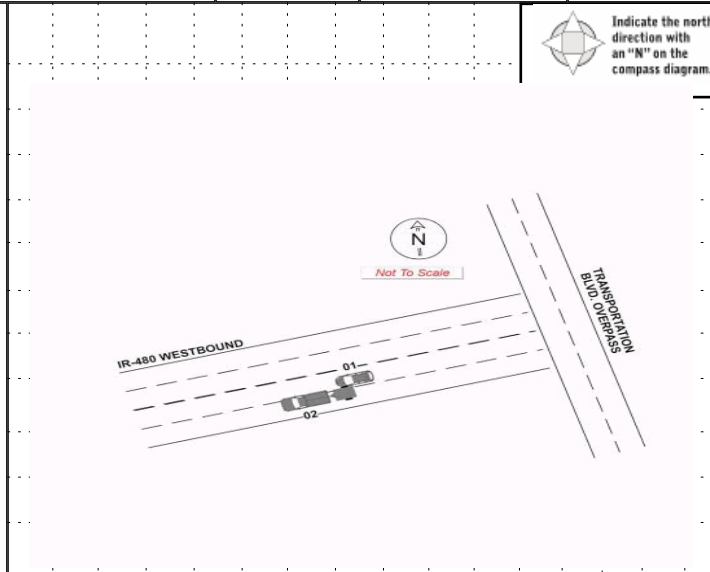 Indicate the north
direction with
an “N” on the
compass diagram.
N
Not To Scale
TRANSPORTATION
BLVD. OVERPASS
IR-480 WESTBOUND
01
02